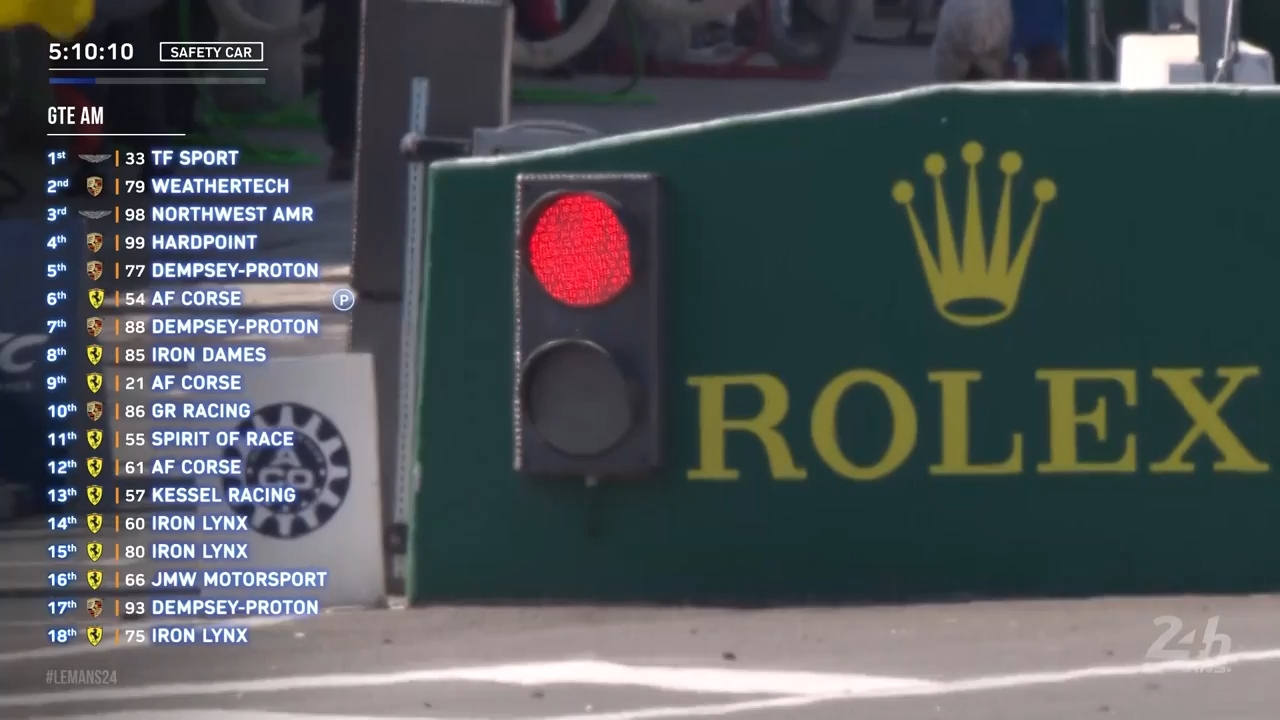 5:10:10 SAFETY CAR
GTE AM
1st 33 TF SPORT
2nd 79 WEATHERTECH
3rd 98 NORTHWEST AMR
4th 99 HARDPOINT
5th 77 DEMPSEY-PROTON
6th 54 AF CORSE P
7th 88 DEMPSEY-PROTON
8th 85 IRON DAMES
9th 21 AF CORSE
10th 86 GR RACING
11th 55 SPIRIT OF RACE
12th 61 AF CORSE
13th 57 KESSEL RACING
14th 60 IRON LYNX
15th 80 IRON LYNX
16th 66 JMW MOTORSPORT
17th 93 DEMPSEY-PROTON
18th 75 IRON LYNX
#LEMANS24
ROLEX
ACO
24h
LE MANS